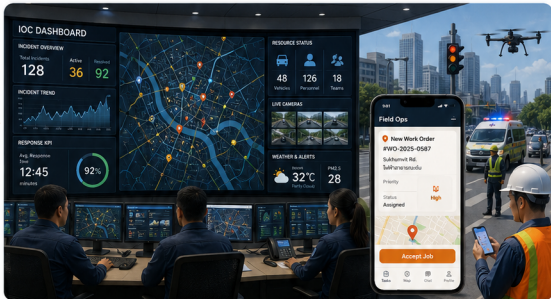 IOC DASHBOARD
INCIDENT OVERVIEW
Total Incidents
128
Active
36
Resolved
92
INCIDENT TREND
RESPONSE KPI
Avg. Response
Time
12:45
minutes
92%
RESOURCE STATUS
48
Vehicles
126
Personnel
18
Teams
LIVE CAMERAS
WEATHER & ALERTS
32°C
Partly Cloudy
PM2.5
28
9:41
Field Ops
New Work Order
#WO-2025-0587
Sukhumvit Rd.
Priority
High
Status
Assigned
Accept Job
Tasks
Map
Chat
Profile